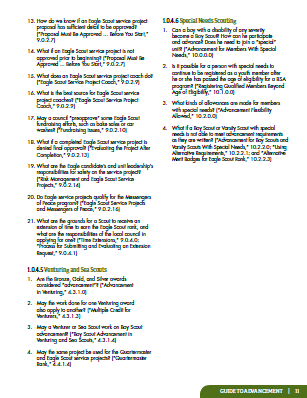 13. How do we know if an Eagle Scout service project
proposal has sufficient detail to be approved?
("Proposal Must Be Approved ... Before You Start,"
9.0.2.7)
14. What if an Eagle Scout service project is not
approved prior to beginning? ("Proposal Must Be
Approved ... Before You Start," 9.0.2.7)
15. What does an Eagle Scout service project coach do?
("Eagle Scout Service Project Coach," 9.0.2.9)
16. What is the best source for Eagle Scout service
project coaches? ("Eagle Scout Service Project
Coach," 9.0.2.9)
17. May a council "preapprove" some Eagle Scout
fundraising efforts, such as bake sales or car
washes? ("Fundraising Issues," 9.0.2.10)
18. What if a completed Eagle Scout service project is
denied final approval? ("Evaluating the Project After
Completion," 9.0.2.13)
19. What are the Eagle candidate's and unit leadership's
responsibilities for safety on the service project?
("Risk Management and Eagle Scout Service
Projects," 9.0.2.14)
20. Do Eagle service projects qualify for the Messengers
of Peace program? ("Eagle Scout Service Projects
and Messengers of Peace," 9.0.2.16)
21. What are the grounds for a Scout to receive an
extension of time to earn the Eagle Scout rank, and
what are the responsibilities of the local council in
applying for one? ("Time Extensions," 9.0.4.0;
"Process for Submitting and Evaluating an Extension
Request," 9.0.4.1)
1.0.4.5 Venturing and Sea Scouts
1. Are the Bronze, Gold, and Silver awards
considered "advancement"? ("Advancement
in Venturing," 4.3.1.0)
2. May the work done for one Venturing award
also apply to another? ("Multiple Credit for
Venturers," 4.3.1.3)
3. May a Venturer or Sea Scout work on Boy Scout
advancement? ("Boy Scout Advancement in
Venturing and Sea Scouts," 4.3.1.4)
4. May the same project be used for the Quartermaster
and Eagle Scout service projects? ("Quartermaster
Rank," 4.4.1.4)
1.0.4.6 Special Needs Scouting
1. Can a boy with a disability of any severity
become a Boy Scout? How can he participate
and advance? Does he need to join a "special"
unit? ("Advancement for Members With Special
Needs," 10.0.0.0)
2. Is it possible for a person with special needs to
continue to be registered as a youth member after
he or she has passed the age of eligibility for a BSA
program? ("Registering Qualified Members Beyond
Age of Eligibility," 10.1.0.0)
3. What kinds of allowances are made for members
with special needs? ("Advancement Flexibility
Allowed," 10.2.0.0)
4. What if a Boy Scout or Varsity Scout with special
needs is not able to meet advancement requirements
as they are written? ("Advancement for Boy Scouts and
Varsity Scouts With Special Needs," 10.2.2.0; "Using
Alternative Requirements," 10.2.2.1; and "Alternative
Merit Badges for Eagle Scout Rank," 10.2.2.3)
GUIDE TO ADVANCEMENT | 11